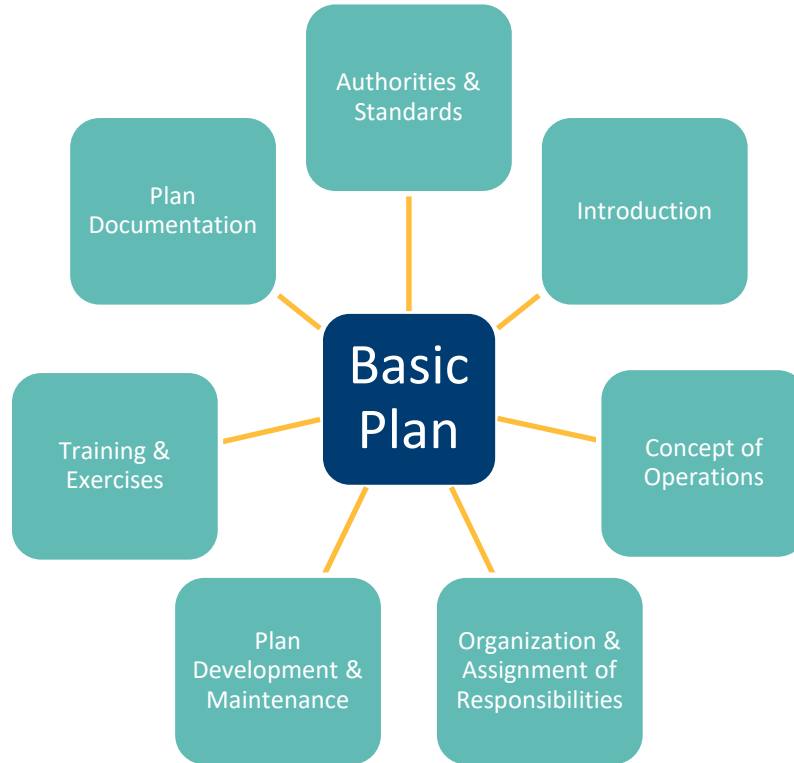 Authorities &
Standards
Introduction
Concept of
Operations
Organization &
Assignment of
Responsibilities
Plan
Development &
Maintenance
Training &
Exercises
Plan
Documentation
Basic
Plan